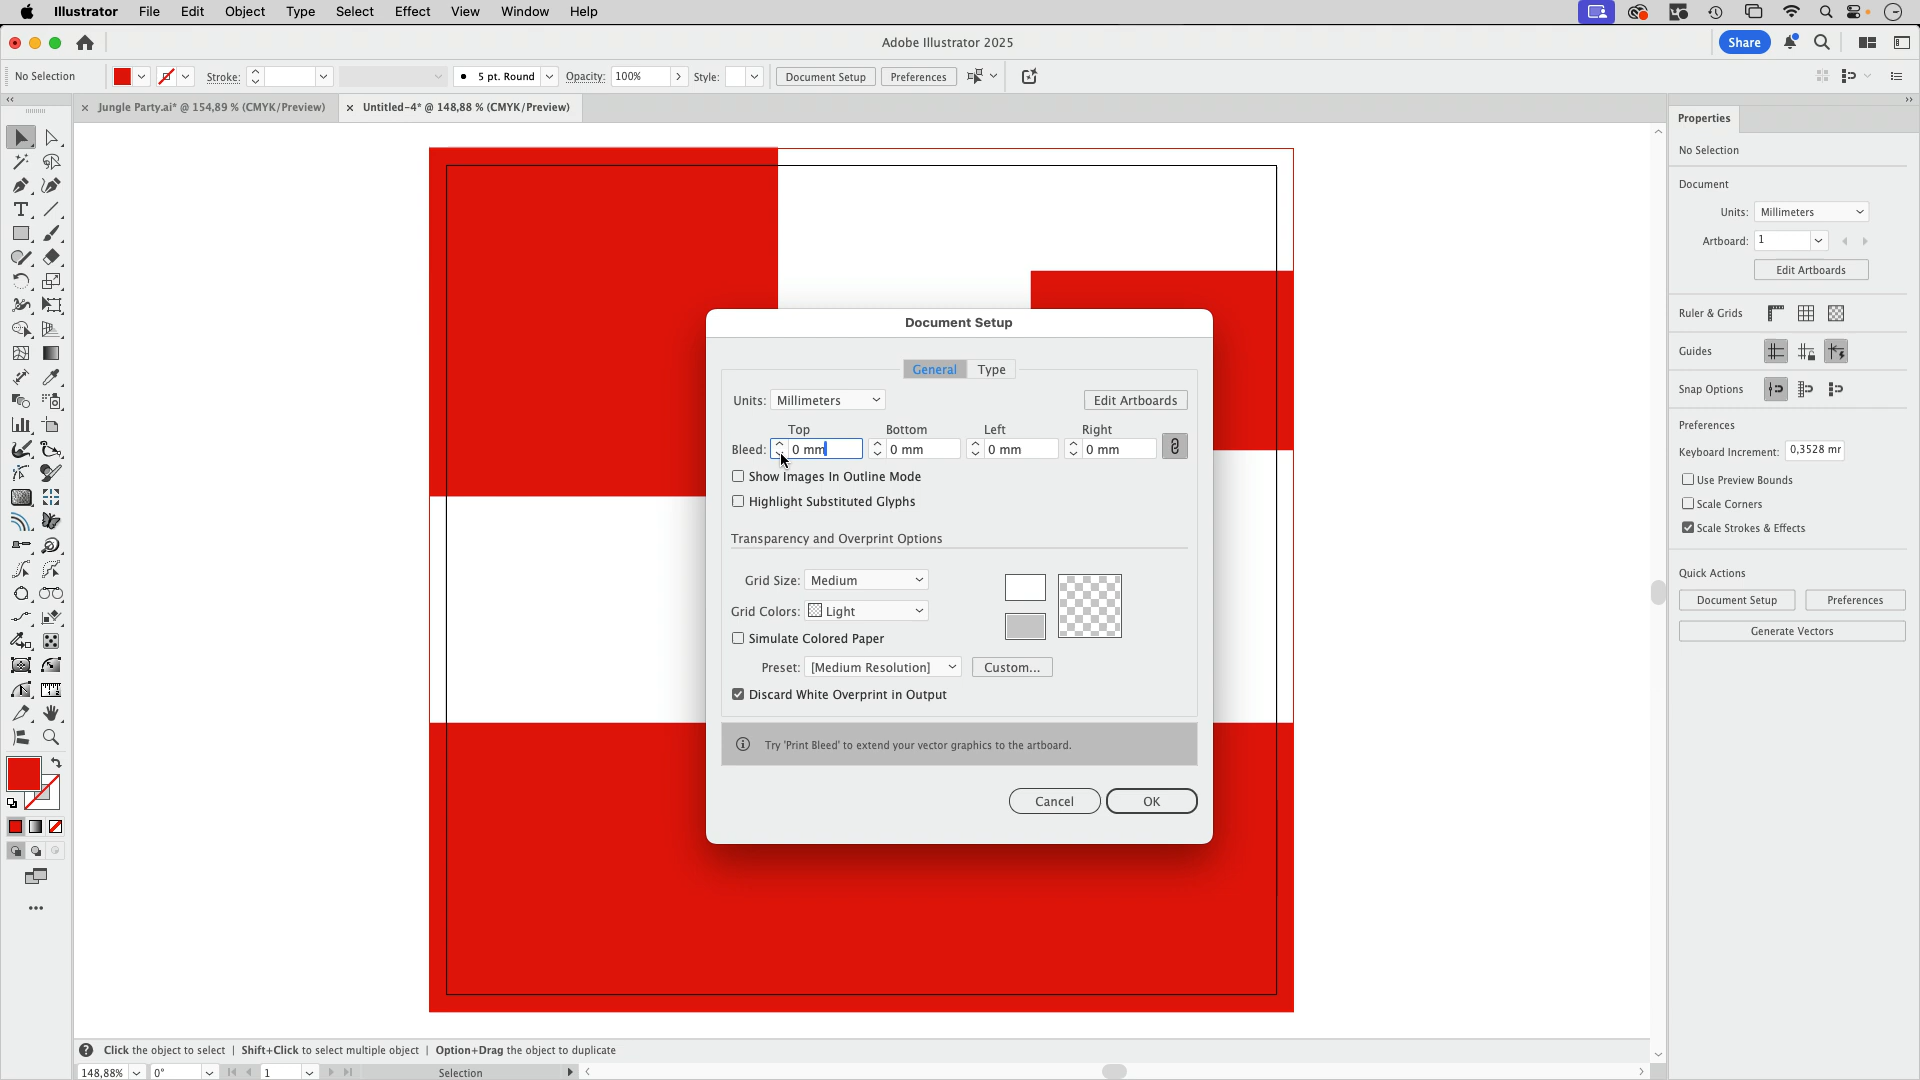 Illustrator File Edit Object Type Select Effect View Window Help
Adobe Illustrator 2025
Share
No Selection
Stroke:
5 pt. Round
Opacity: 100%
Style:
Document Setup
Preferences
× Jungle Party.ai* @ 154,89 % (CMYK/Preview)
× Untitled-4* @ 148,88 % (CMYK/Preview)
Properties
No Selection
Document
Units: Millimeters
Artboard: 1
Edit Artboards
Ruler & Grids
Guides
Snap Options
Preferences
Keyboard Increment: 0,3528 mr
Use Preview Bounds
Scale Corners
Scale Strokes & Effects
Quick Actions
Document Setup
Preferences
Generate Vectors
Document Setup
General Type
Units: Millimeters
Edit Artboards
Top Bottom Left Right
Bleed: 0 mm 0 mm 0 mm 0 mm
Show Images In Outline Mode
Highlight Substituted Glyphs
Transparency and Overprint Options
Grid Size: Medium
Grid Colors: Light
Simulate Colored Paper
Preset: [Medium Resolution] Custom...
Discard White Overprint in Output
Try 'Print Bleed' to extend your vector graphics to the artboard.
Cancel OK
Click the object to select | Shift+Click to select multiple object | Option+Drag the object to duplicate
148,88% 0° 1 Selection